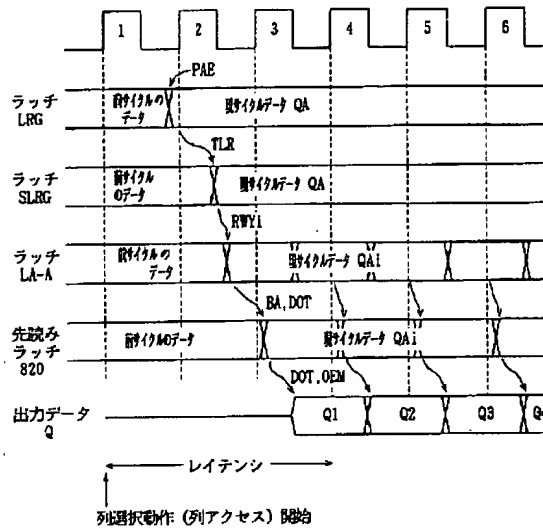 1 2 3 4 5 6
PAE
ラッチ
LRG
前サイクルの
データ
現サイクルデータ QA
TLR
ラッチ
SLRG
前サイクル
のデータ
現サイクルデータ QA
RWY1
ラッチ
LA-A
前サイクルの
データ
現サイクルデータ QAi
BA,DOT
先読み
ラッチ
820
前サイクルのデータ
現サイクルデータ QAi
DOT.OEM
出力データ
Q
Q1 Q2 Q3
レイテンシ
列選択動作 (列アクセス) 開始